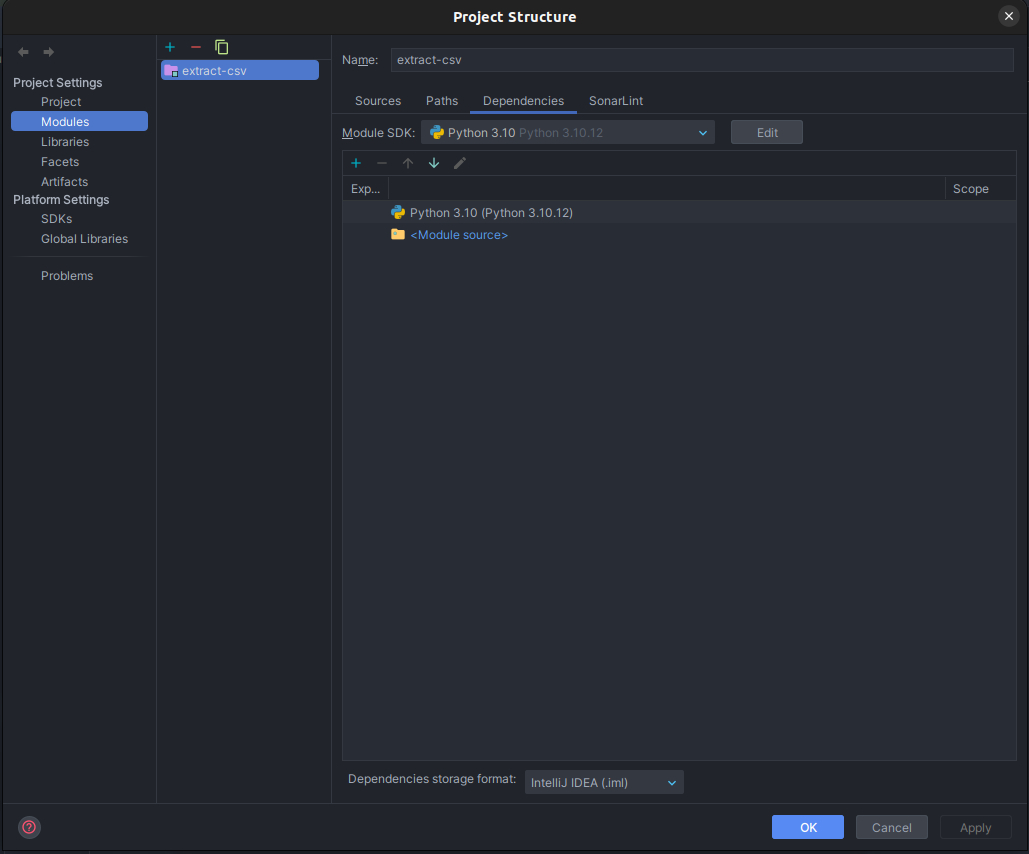 Project Structure
Project Settings
Project
Modules
Libraries
Facets
Artifacts
Platform Settings
SDKs
Global Libraries
Problems
extract-csv
Name: extract-csv
Sources Paths Dependencies SonarLint
Module SDK: Python 3.10 Python 3.10.12 Edit
Exp... Scope
Python 3.10 (Python 3.10.12)
<Module source>
Dependencies storage format: IntelliJ IDEA (.iml)
? OK Cancel Apply